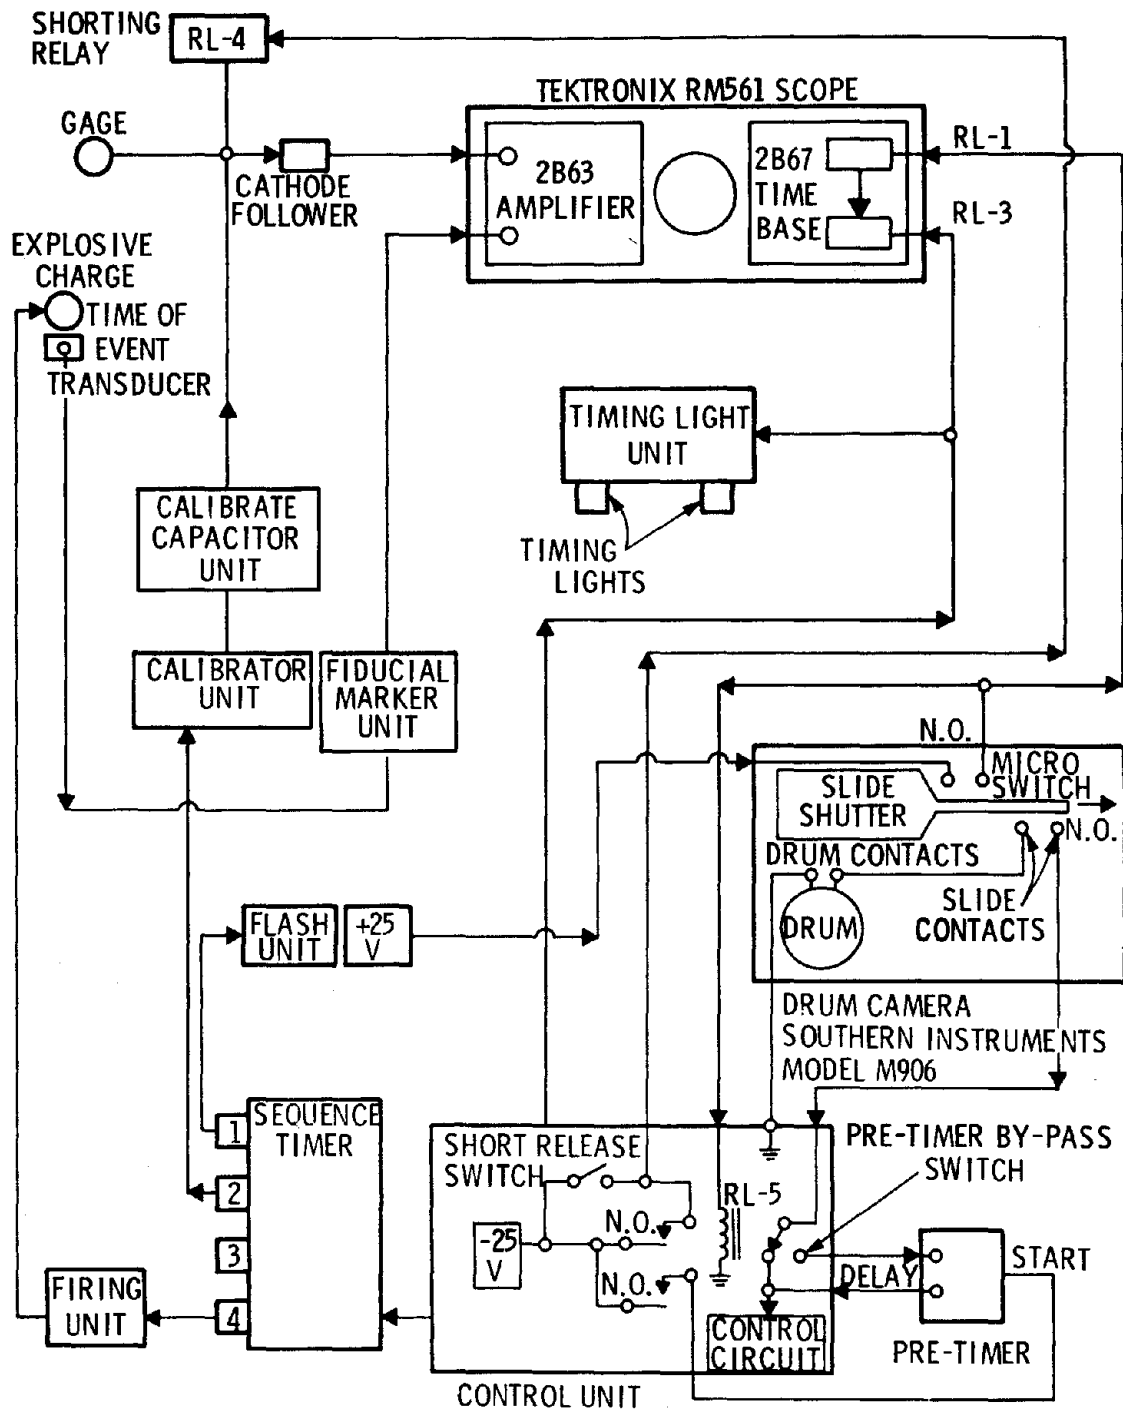 SHORTING
RELAY
RL-4
TEKTRONIX RM561 SCOPE
GAGE
2B63
AMPLIFIER
2B67
TIME
BASE
RL-1
RL-3
CATHODE
FOLLOWER
EXPLOSIVE
CHARGE
TIME OF
EVENT
TRANSDUCER
TIMING LIGHT
UNIT
TIMING
LIGHTS
CALIBRATE
CAPACITOR
UNIT
CALIBRATOR
UNIT
FIDUCIAL
MARKER
UNIT
N.O.
MICRO
SWITCH
SLIDE
SHUTTER
N.O.
DRUM CONTACTS
SLIDE
CONTACTS
DRUM
FLASH
UNIT
+25
V
DRUM CAMERA
SOUTHERN INSTRUMENTS
MODEL M906
SEQUENCE
TIMER
1
2
3
4
SHORT RELEASE
SWITCH
PRE-TIMER BY-PASS
SWITCH
RL-5
N.O.
-25
V
N.O.
START
DELAY
FIRING
UNIT
CONTROL
CIRCUIT
PRE-TIMER
CONTROL UNIT